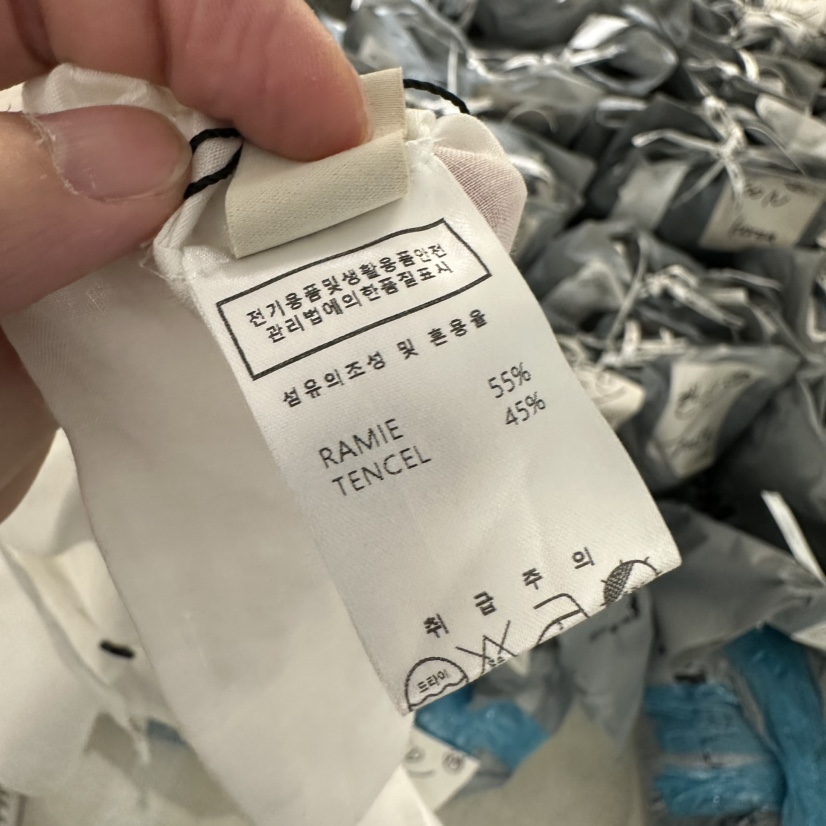 전기용품및생활용품안전
관리법에의한품질표시
섬유의조성 및 혼용율
RAMIE 55%
TENCEL 45%
취 급 주 의
드라이